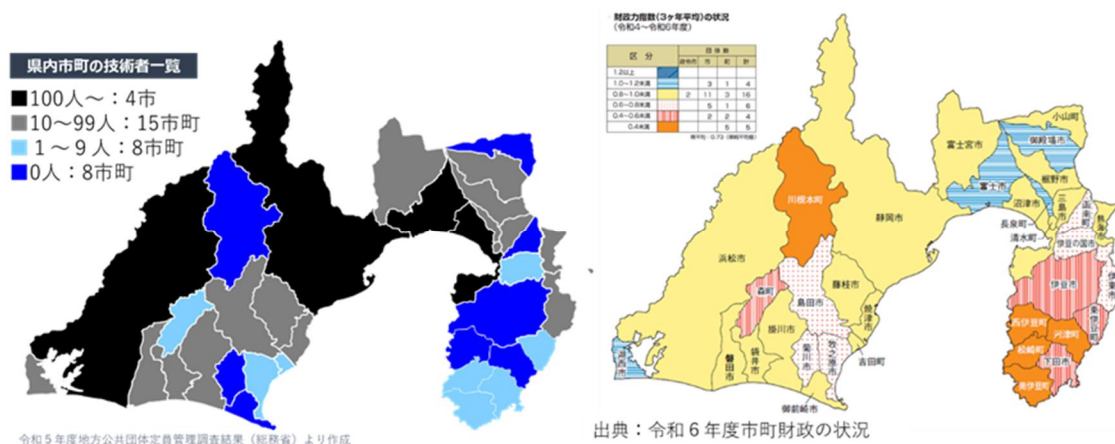 県内市町の技術者一覧
100人~：4市
10~99人：15市町
1~9人：8市町
0人：8市町
令和5年度地方公共団体定員管理調査結果（総務省）より作成
財政力指数（3ヶ年平均）の状況
（令和4~令和6年度）
区 分 団 体 数
政令市 市 町 計
1.2以上
1.0~1.2未満 3 1 4
0.8~1.0未満 2 11 3 16
0.6~0.8未満 5 1 6
0.4~0.6未満 2 2 4
0.4未満 5 5
小山町
御殿場市
富士宮市
裾野市
富士市
沼津市
三島市
函南町
熱海市
長泉町
清水町
伊豆の国市
川根本町
静岡市
浜松市
伊豆市
伊東市
森町
島田市
藤枝市
東伊豆町
西伊豆町
河津町
焼津市
掛川市
松崎町
下田市
湖西市
磐田市
袋井市
菊川市
牧之原市
吉田町
南伊豆町
御前崎市
出典：令和6年度市町財政の状況